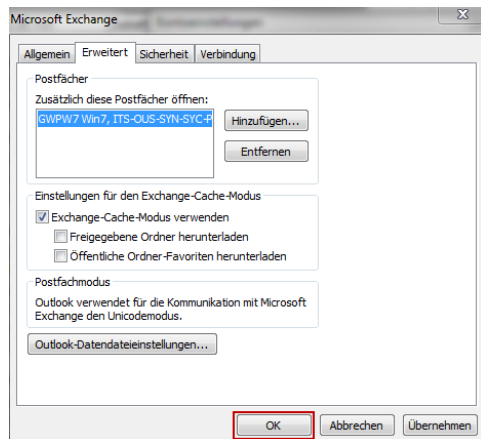 Microsoft Exchange
Allgemein Erweitert Sicherheit Verbindung
Postfächer
Zusätzlich diese Postfächer öffnen:
GWPW7 Win7, ITS-OUS-SYN-SYC-P
Hinzufügen...
Entfernen
Einstellungen für den Exchange-Cache-Modus
Exchange-Cache-Modus verwenden
Freigegebene Ordner herunterladen
Öffentliche Ordner-Favoriten herunterladen
Postfachmodus
Outlook verwendet für die Kommunikation mit Microsoft
Exchange den Unicodemodus.
Outlook-Datendateieinstellungen...
OK Abbrechen Übernehmen